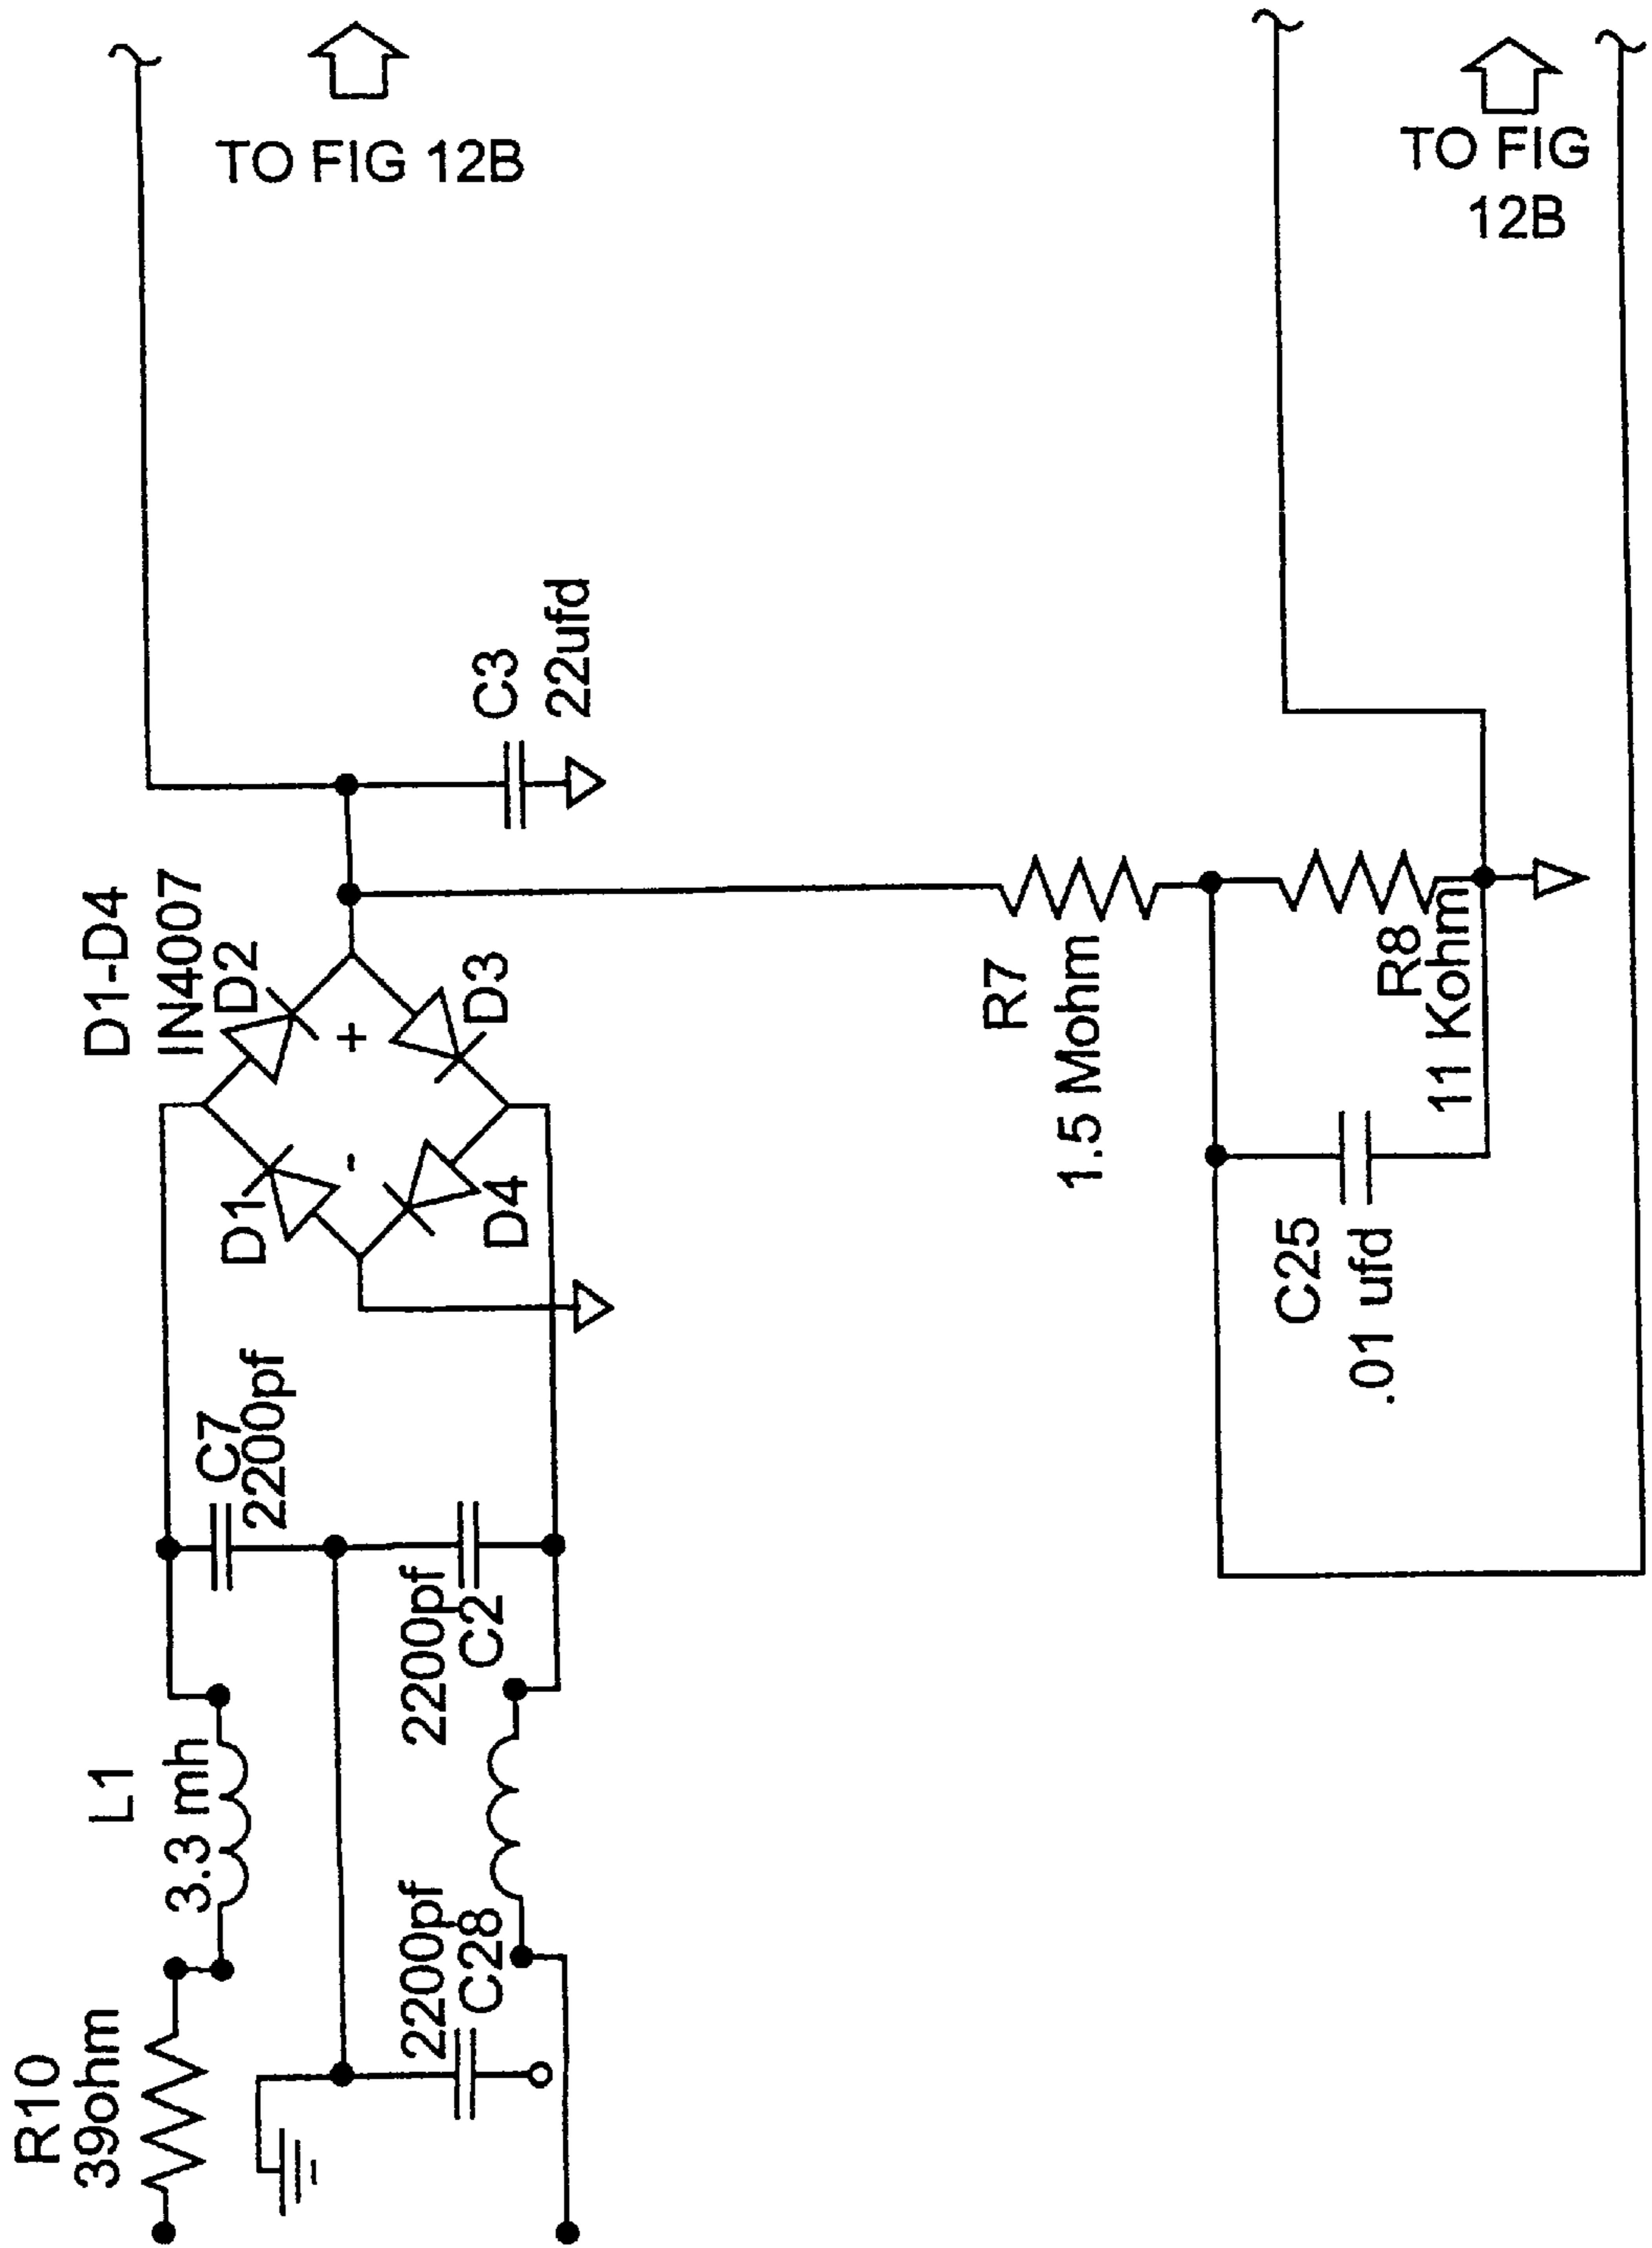 R10
39ohm
L1
3.3 mh
C7
2200pf
2200pf
C2
2200pf
C28
D1-D4
IN4007
D2
D1
D3
D4
+
-
C3
22ufd
TO FIG 12B
R7
1.5 Mohm
R8
11 Kohm
C25
.01 ufd
TO FIG
12B